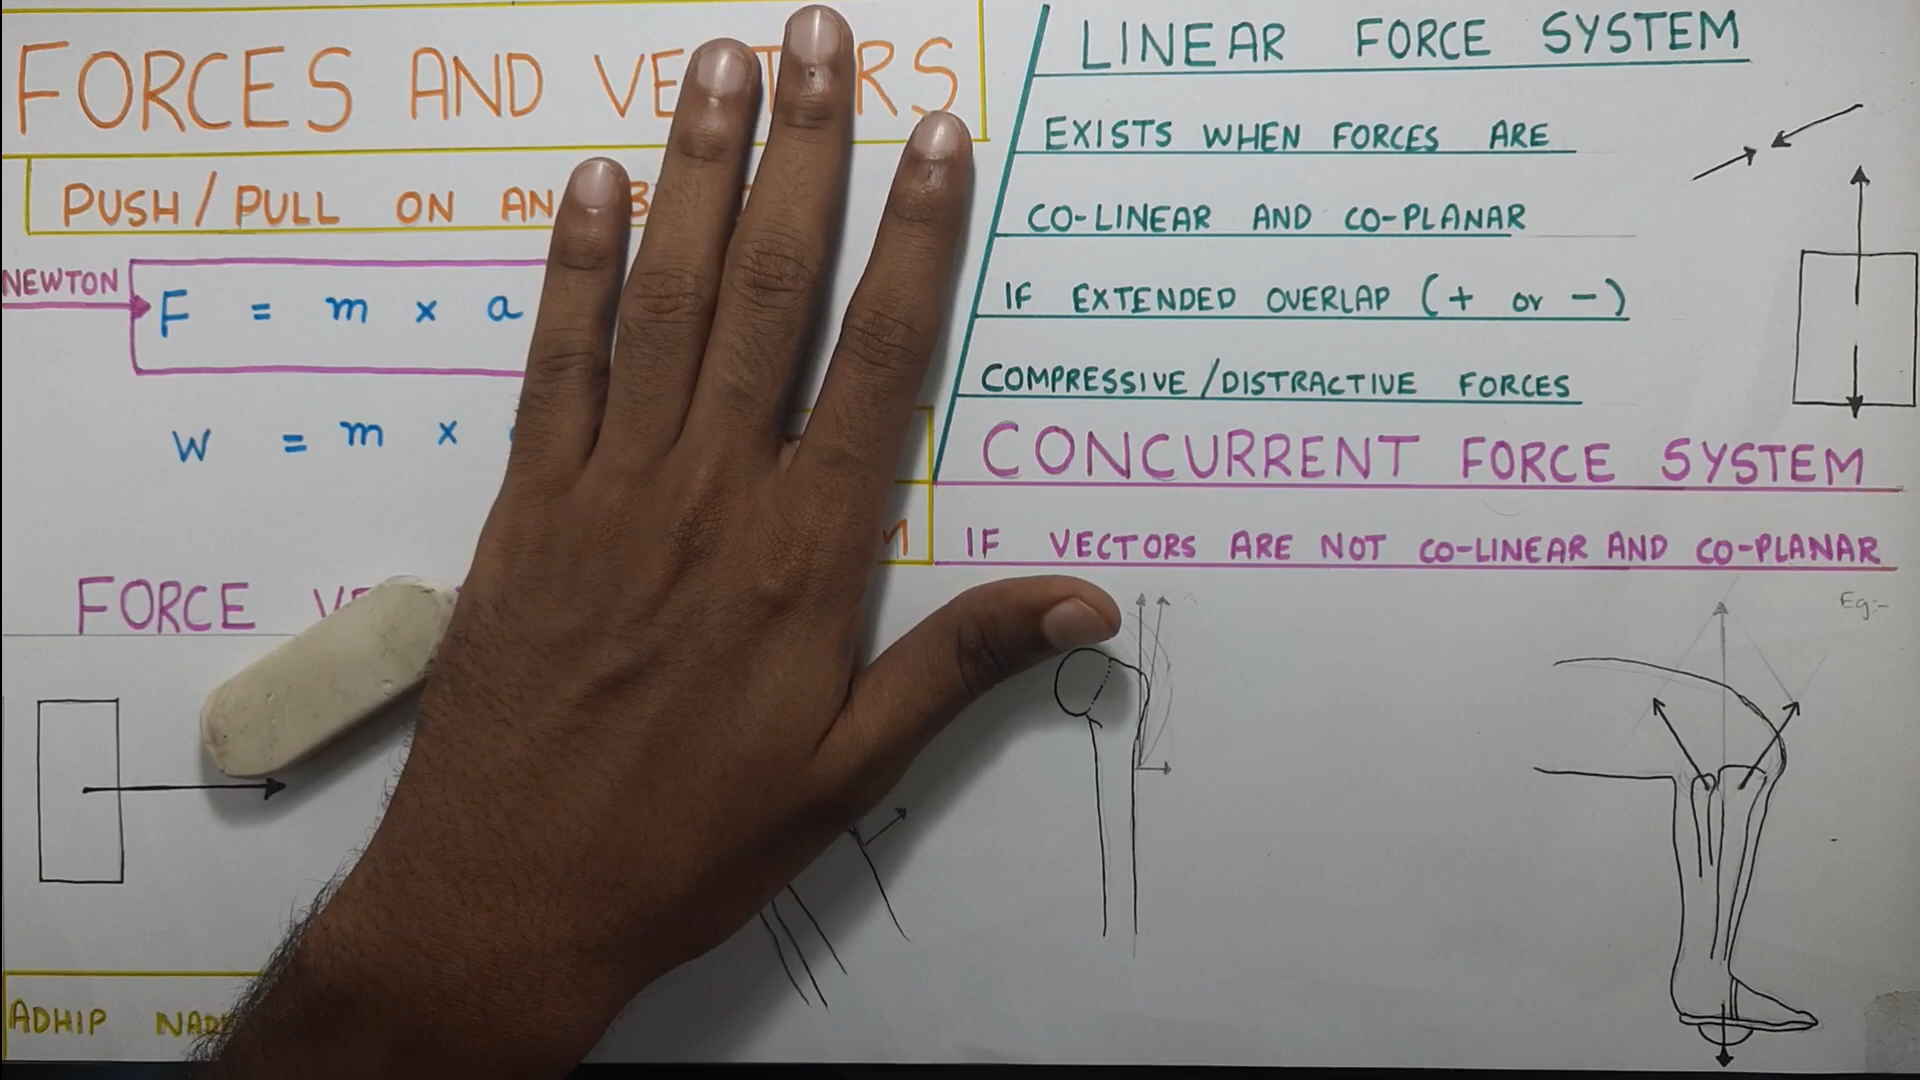 FORCES AND VE RS
PUSH / PULL ON AN
NEWTON
F = m x a
W = m x
FORCE
ADHIP
LINEAR FORCE SYSTEM
EXISTS WHEN FORCES ARE
CO-LINEAR AND CO-PLANAR
IF EXTENDED OVERLAP (+ or -)
COMPRESSIVE / DISTRACTIVE FORCES
CONCURRENT FORCE SYSTEM
IF VECTORS ARE NOT CO-LINEAR AND CO-PLANAR
Eg:-